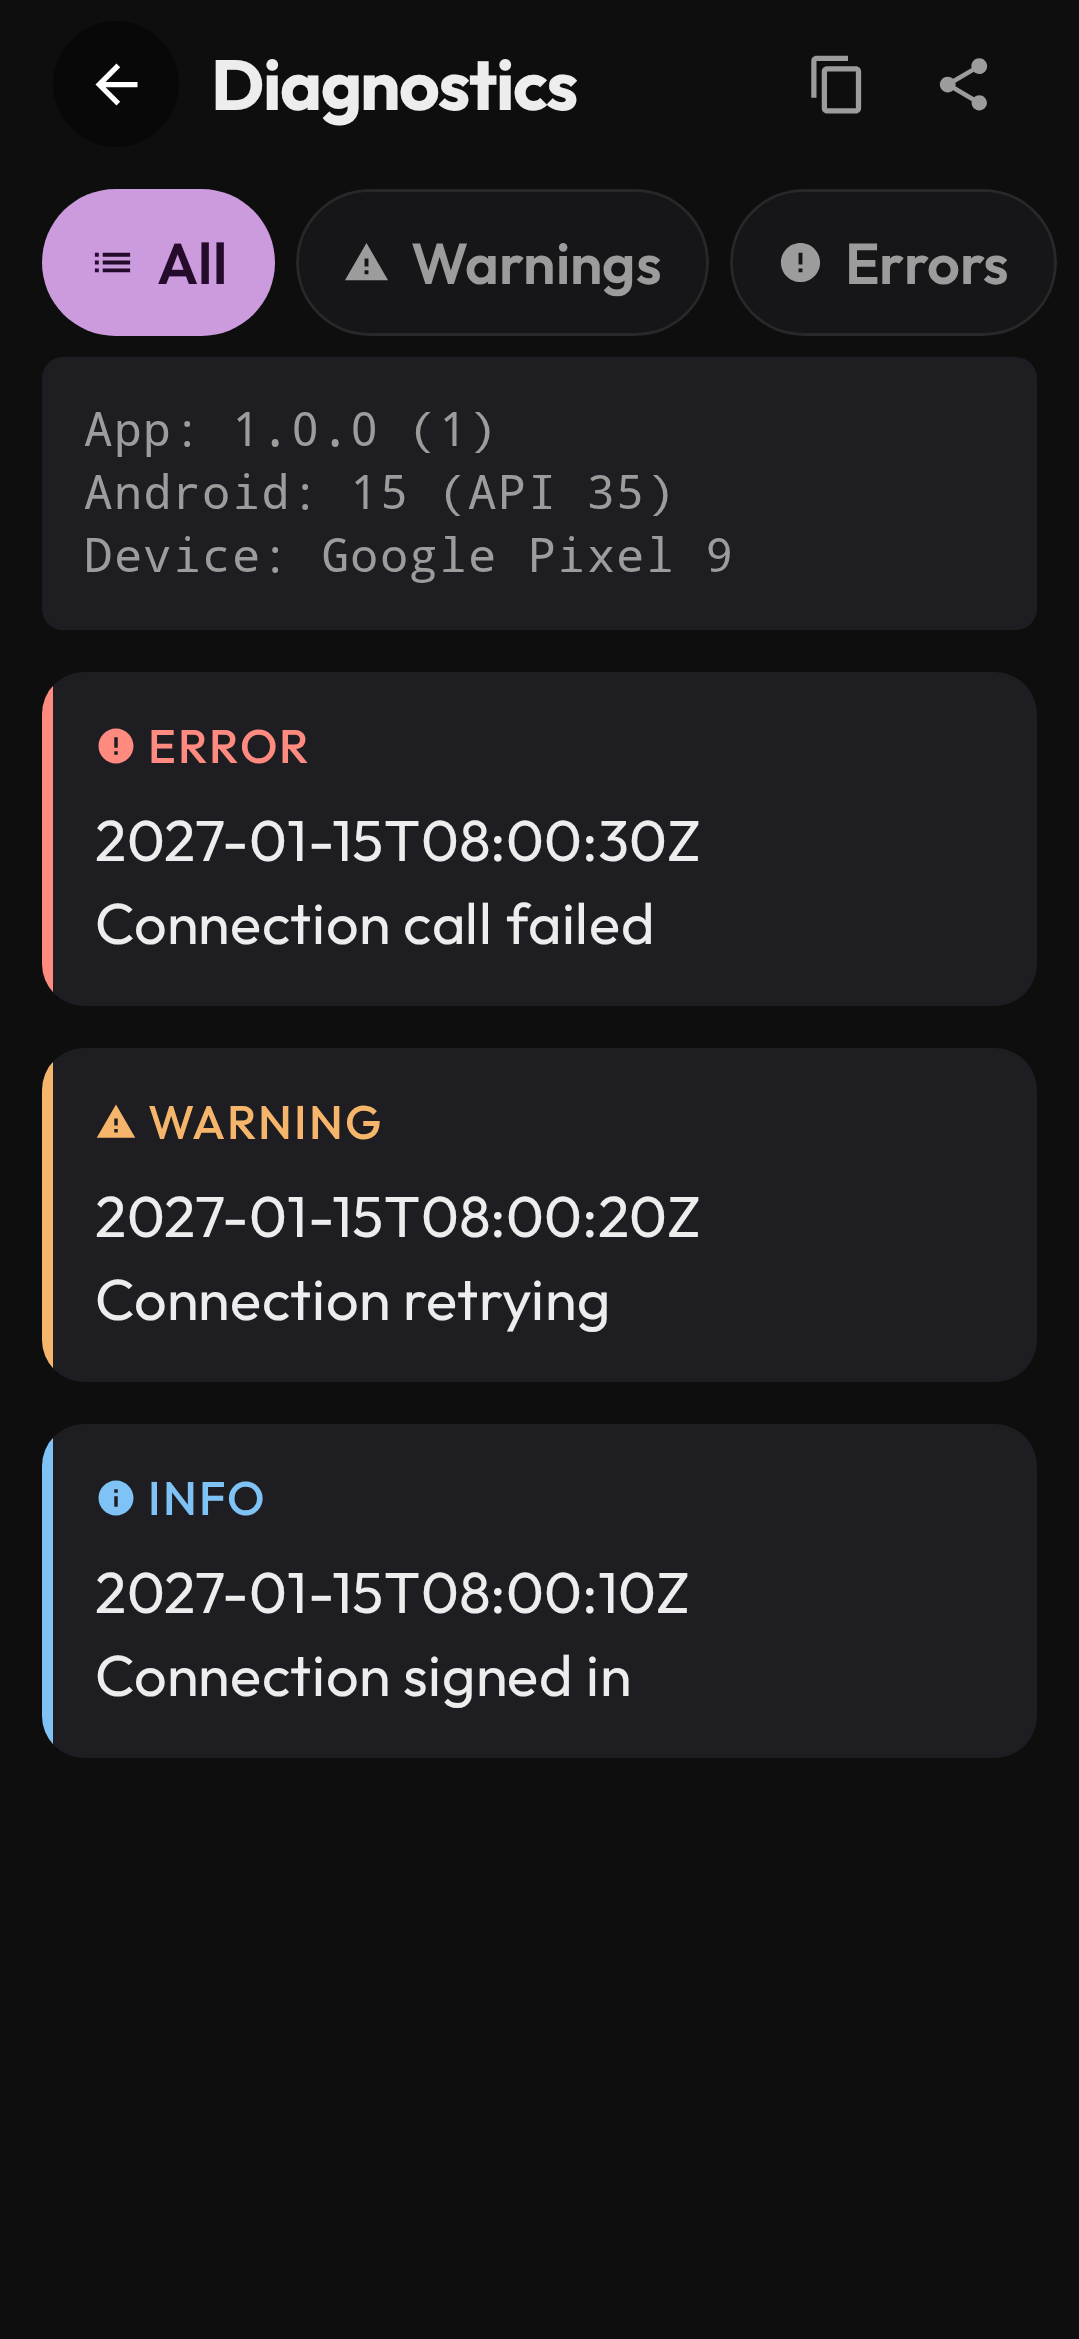 Diagnostics
All
Warnings
Errors
App: 1.0.0 (1)
Android: 15 (API 35)
Device: Google Pixel 9
ERROR
2027-01-15T08:00:30Z
Connection call failed
WARNING
2027-01-15T08:00:20Z
Connection retrying
INFO
2027-01-15T08:00:10Z
Connection signed in